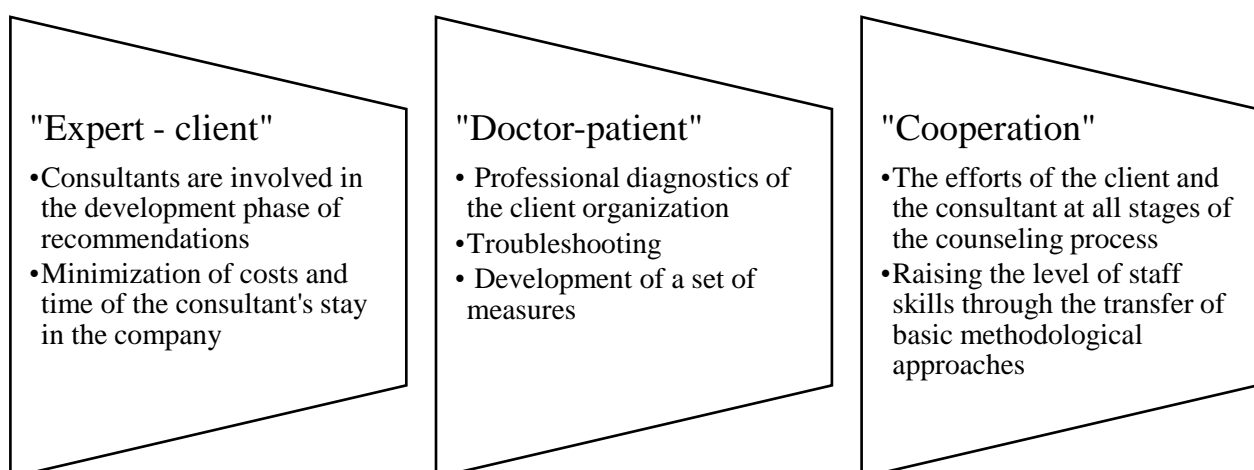 "Expert - client"
•Consultants are involved in
the development phase of
recommendations
•Minimization of costs and
time of the consultant's stay
in the company
"Doctor-patient"
• Professional diagnostics of
the client organization
•Troubleshooting
• Development of a set of
measures
"Cooperation"
•The efforts of the client and
the consultant at all stages of
the counseling process
•Raising the level of staff
skills through the transfer of
basic methodological
approaches